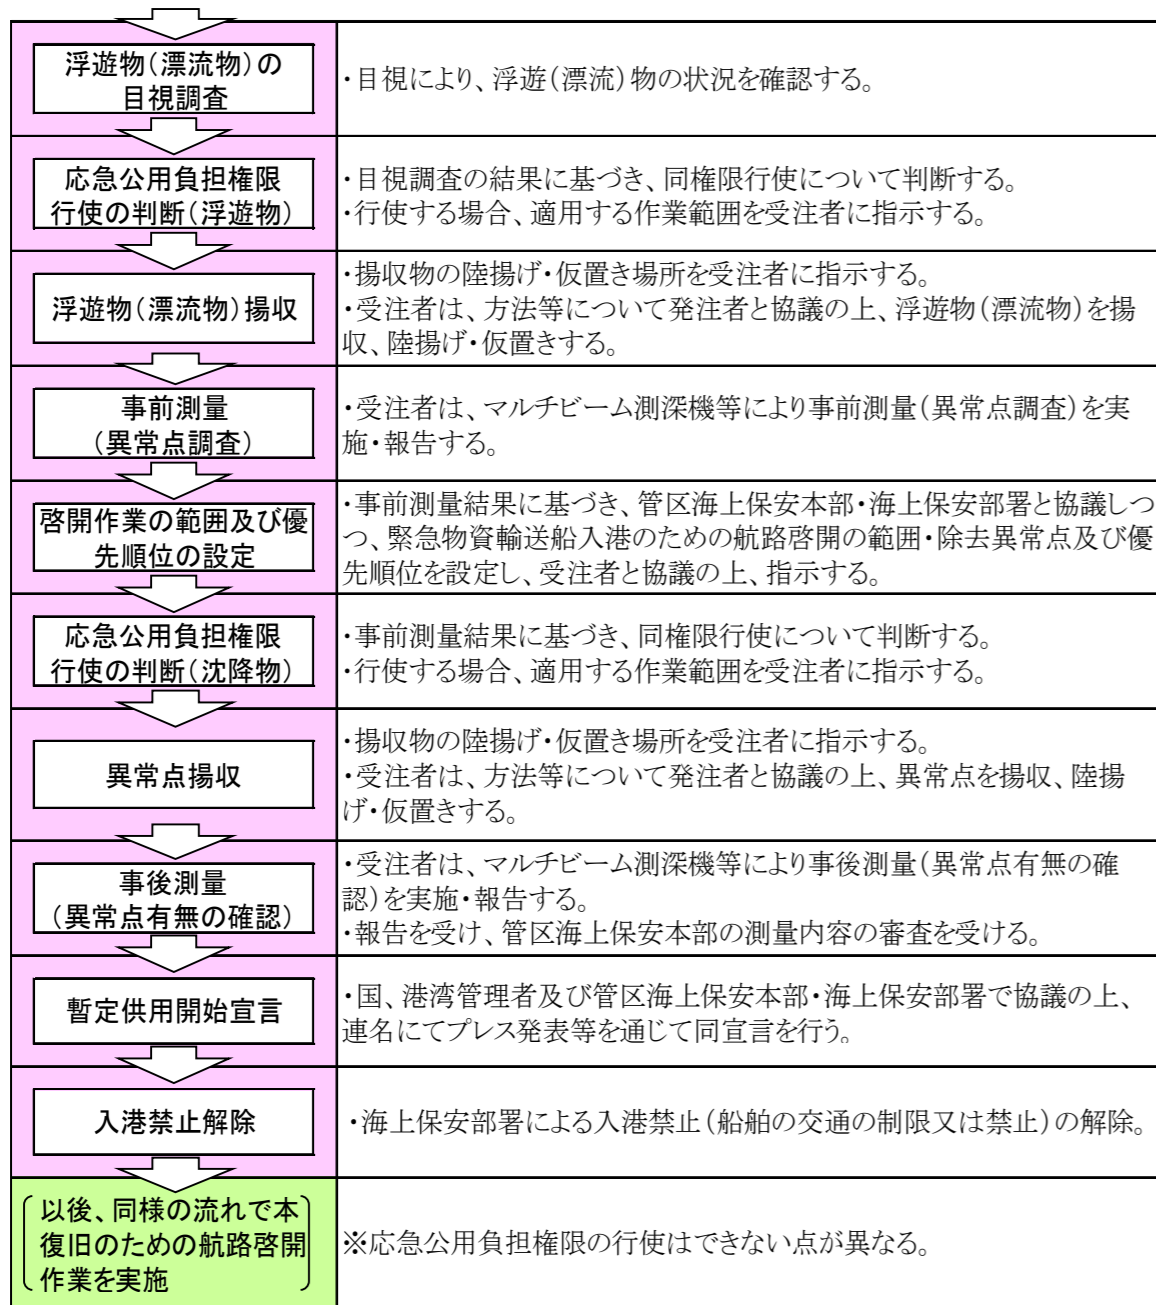 浮遊物(漂流物)の
目視調査
・目視により、浮遊(漂流)物の状況を確認する。
応急公用負担権限
行使の判断(浮遊物)
・目視調査の結果に基づき、同権限行使について判断する。
・行使する場合、適用する作業範囲を受注者に指示する。
浮遊物(漂流物)揚収
・揚収物の陸揚げ・仮置き場所を受注者に指示する。
・受注者は、方法等について発注者と協議の上、浮遊物(漂流物)を揚
収、陸揚げ・仮置きする。
事前測量
(異常点調査)
・受注者は、マルチビーム測深機等により事前測量(異常点調査)を実
施・報告する。
啓開作業の範囲及び優
先順位の設定
・事前測量結果に基づき、管区海上保安本部・海上保安部署と協議しつ
つ、緊急物資輸送船入港のための航路啓開の範囲・除去異常点及び優
先順位を設定し、受注者と協議の上、指示する。
応急公用負担権限
行使の判断(沈降物)
・事前測量結果に基づき、同権限行使について判断する。
・行使する場合、適用する作業範囲を受注者に指示する。
異常点揚収
・揚収物の陸揚げ・仮置き場所を受注者に指示する。
・受注者は、方法等について発注者と協議の上、異常点を揚収、陸揚
げ・仮置きする。
事後測量
(異常点有無の確認)
・受注者は、マルチビーム測深機等により事後測量(異常点有無の確
認)を実施・報告する。
・報告を受け、管区海上保安本部の測量内容の審査を受ける。
暫定供用開始宣言
・国、港湾管理者及び管区海上保安本部・海上保安部署で協議の上、
連名にてプレス発表等を通じて同宣言を行う。
入港禁止解除
・海上保安部署による入港禁止(船舶の交通の制限又は禁止)の解除。
以後、同様の流れで本
復旧のための航路啓開
作業を実施
※応急公用負担権限の行使はできない点が異なる。